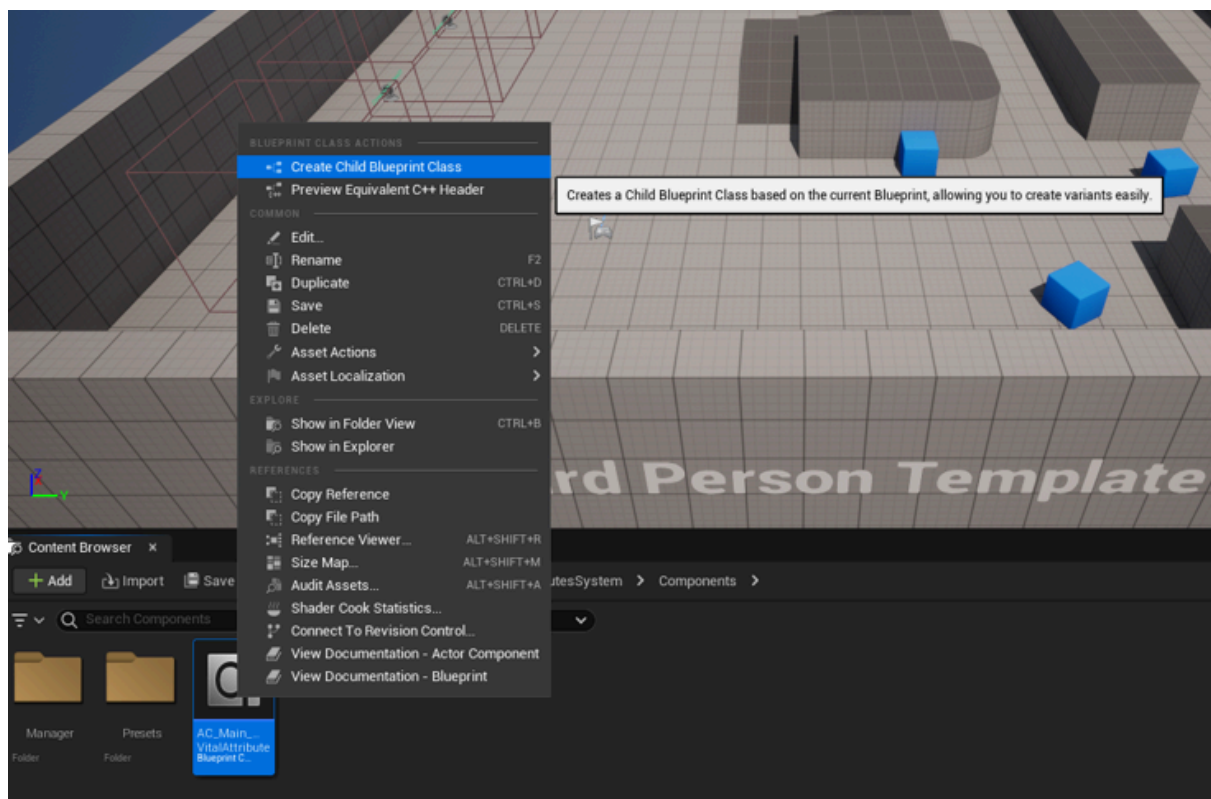 BLUEPRINT CLASS ACTIONS
Create Child Blueprint Class
Preview Equivalent C++ Header
Creates a Child Blueprint Class based on the current Blueprint, allowing you to create variants easily.
COMMON
Edit...
Rename F2
Duplicate CTRL+D
Save CTRL+S
Delete DELETE
Asset Actions
Asset Localization
EXPLORE
Show in Folder View CTRL+B
Show in Explorer
REFERENCES
Copy Reference
Copy File Path
Reference Viewer... ALT+SHIFT+R
Size Map... ALT+SHIFT+M
Audit Assets... ALT+SHIFT+A
Shader Cook Statistics...
Connect To Revision Control...
View Documentation - Actor Component
View Documentation - Blueprint
rd Person Template
Z
Y
Content Browser ×
+ Add Import Save utesSystem > Components >
Search Components
Manager
Folder
Presets
Folder
AC_Main_...
VitalAttribute
Blueprint C...